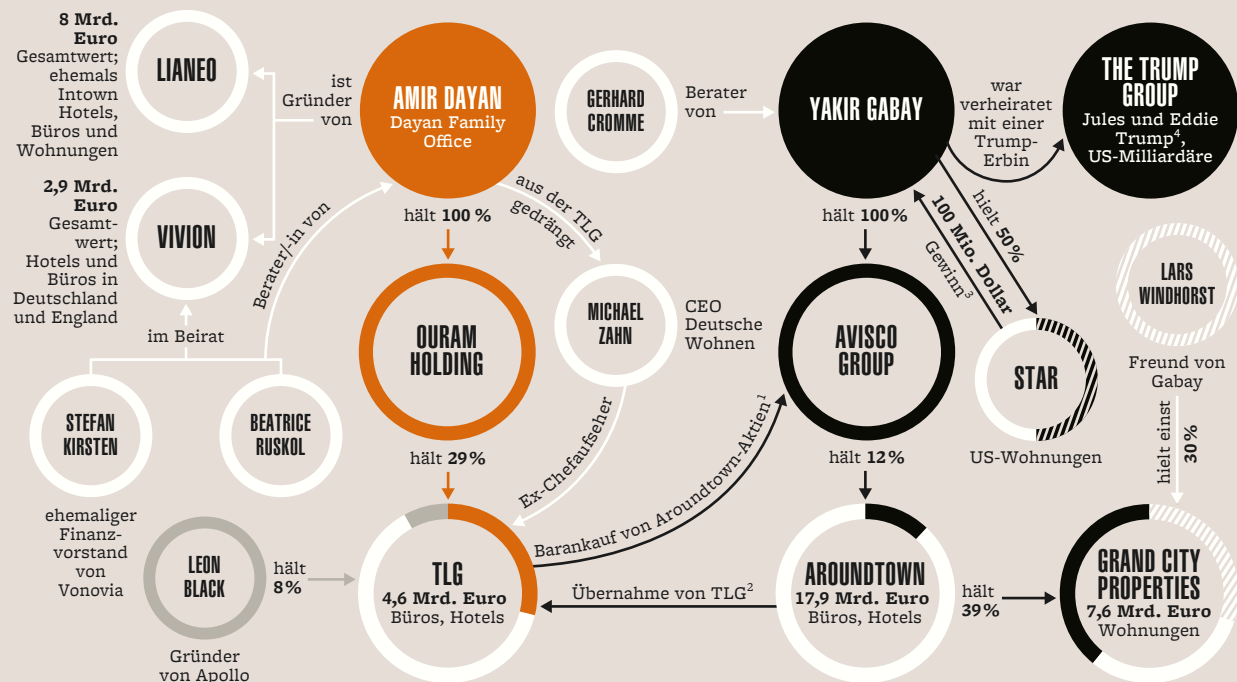 8 Mrd.
Euro
Gesamtwert;
ehemals
Intown
Hotels,
Büros und
Wohnungen
LIANEO
ist
Gründer
von
AMIR DAYAN
Dayan Family
Office
GERHARD
CROMME
Berater
von
YAKIR GABAY
war
verheiratet
mit einer
Trump-
Erbin
THE TRUMP
GROUP
Jules und Eddie
Trump⁴,
US-Milliardäre
2,9 Mrd.
Euro
Gesamt-
wert;
Hotels und
Büros in
Deutschland
und England
VIVION
im Beirat
Berater/-in von
hält 100 %
aus der TLG
gedrängt
hält 100 %
100 Mio. Dollar
Gewinn³
hielt 50 %
LARS
WINDHORST
Freund von
Gabay
hielt einst
30 %
OURAM
HOLDING
MICHAEL
ZAHN
CEO
Deutsche
Wohnen
AVISCO
GROUP
STAR
US-Wohnungen
STEFAN
KIRSTEN
BEATRICE
RUSKOL
ehemaliger
Finanz-
vorstand
von
Vonovia
hält 29 %
Ex-Chefaufseher
Barankauf von Aroundtown-Aktien¹
hält 12 %
LEON
BLACK
Gründer
von Apollo
hält
8 %
TLG
4,6 Mrd. Euro
Büros, Hotels
Übernahme von TLG²
AROUNDTOWN
17,9 Mrd. Euro
Büros, Hotels
hält
39 %
GRAND CITY
PROPERTIES
7,6 Mrd. Euro
Wohnungen